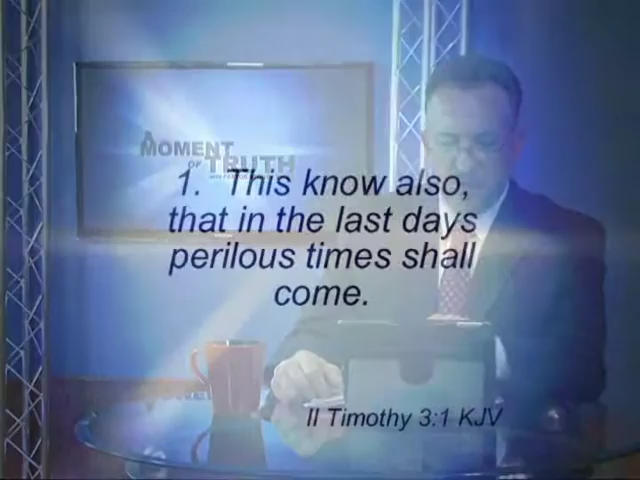 A
MOMENT
OF TRUTH
1. This know also,
that in the last days
perilous times shall
come.
II Timothy 3:1 KJV